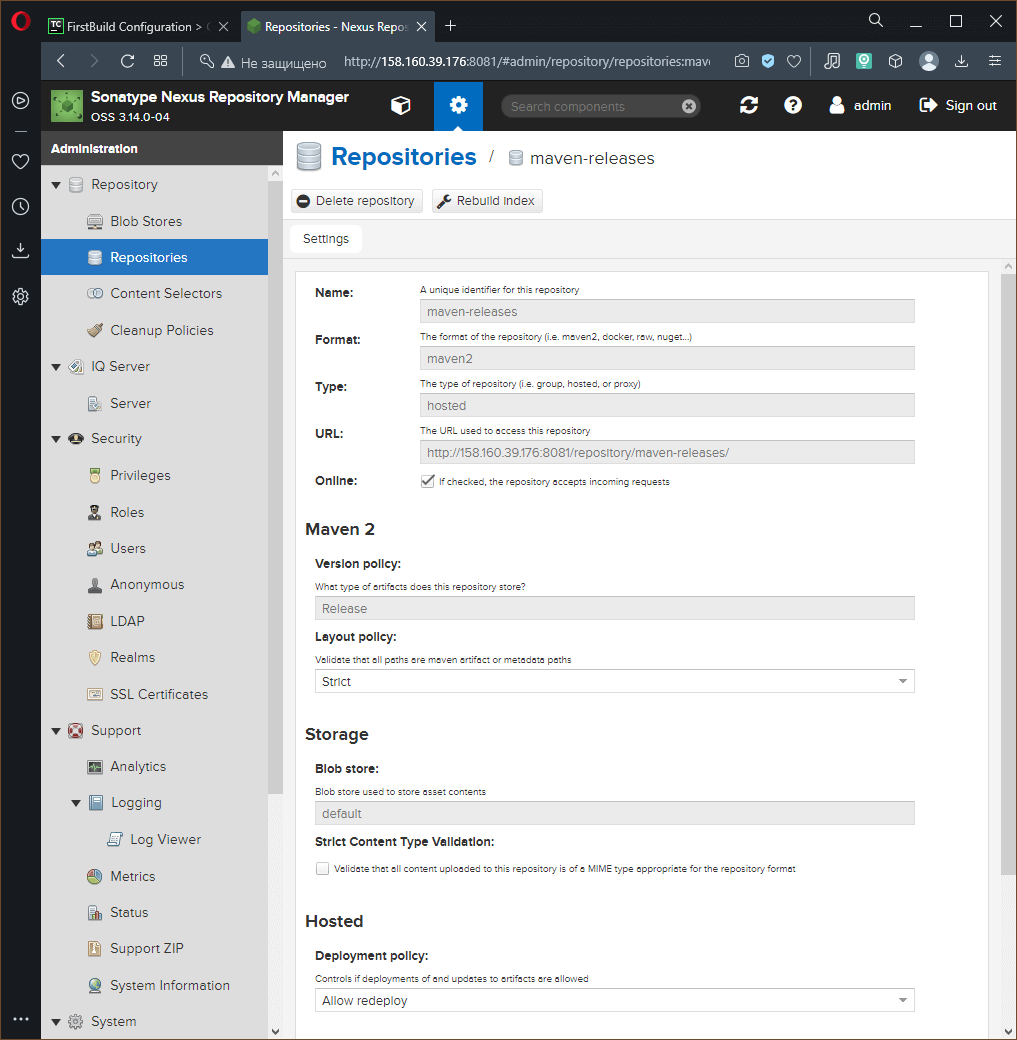 FirstBuild Configuration >
Repositories - Nexus Repos
Не защищено
http://158.160.39.176:8081/#admin/repository/repositories:mave
Sonatype Nexus Repository Manager
OSS 3.14.0-04
Search components
admin
Sign out
Administration
Repository
Blob Stores
Repositories
Content Selectors
Cleanup Policies
IQ Server
Server
Security
Privileges
Roles
Users
Anonymous
LDAP
Realms
SSL Certificates
Support
Analytics
Logging
Log Viewer
Metrics
Status
Support ZIP
System Information
System
Repositories / maven-releases
Delete repository
Rebuild index
Settings
Name:
A unique identifier for this repository
maven-releases
Format:
The format of the repository (i.e. maven2, docker, raw, nuget...)
maven2
Type:
The type of repository (i.e. group, hosted, or proxy)
hosted
URL:
The URL used to access this repository
http://158.160.39.176:8081/repository/maven-releases/
Online:
If checked, the repository accepts incoming requests
Maven 2
Version policy:
What type of artifacts does this repository store?
Release
Layout policy:
Validate that all paths are maven artifact or metadata paths
Strict
Storage
Blob store:
Blob store used to store asset contents
default
Strict Content Type Validation:
Validate that all content uploaded to this repository is of a MIME type appropriate for the repository format
Hosted
Deployment policy:
Controls if deployments of and updates to artifacts are allowed
Allow redeploy